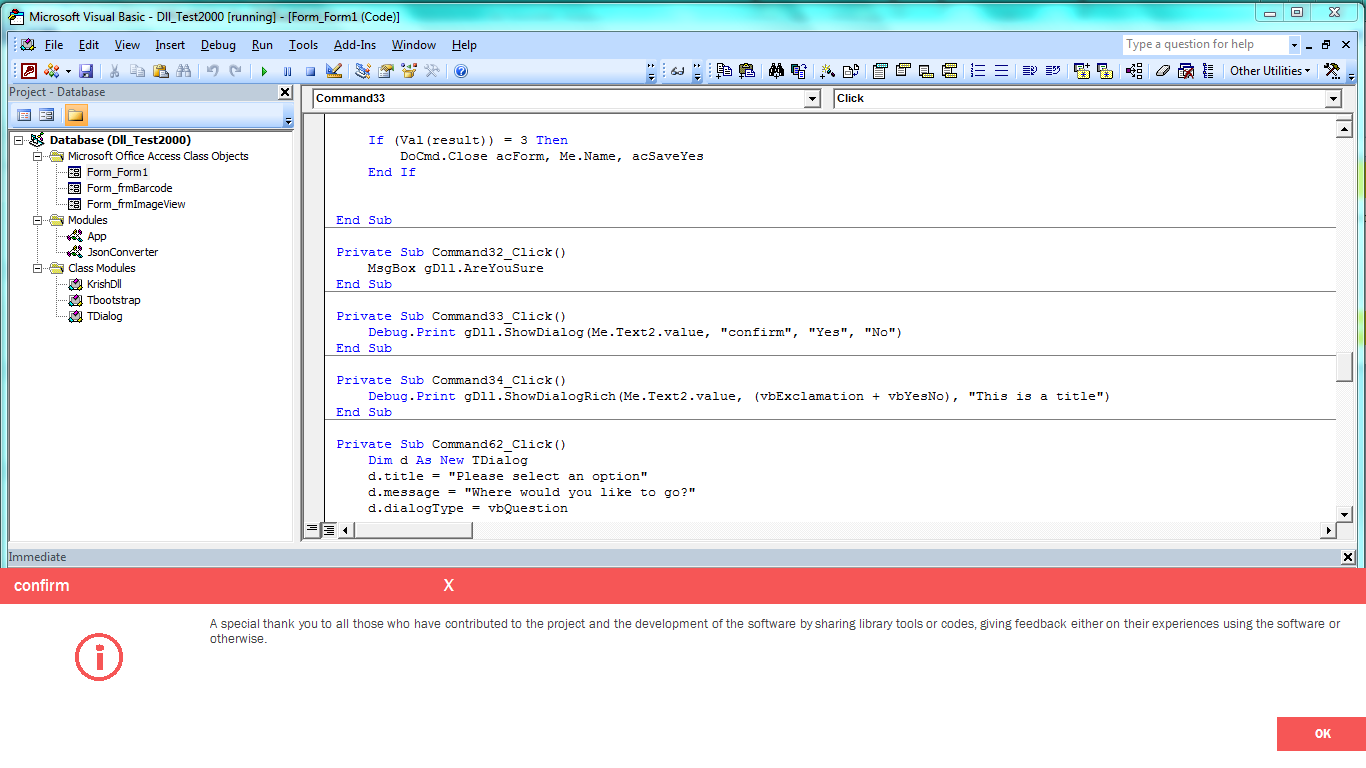 Microsoft Visual Basic - Dll_Test2000 [running] - [Form_Form1 (Code)]
File Edit View Insert Debug Run Tools Add-Ins Window Help
Type a question for help
Other Utilities
Project - Database
Database (Dll_Test2000)
Microsoft Office Access Class Objects
Form_Form1
Form_frmBarcode
Form_frmImageView
Modules
App
JsonConverter
Class Modules
KrishDll
Tbootstrap
TDialog
Command33
Click
If (Val(result)) = 3 Then
DoCmd.Close acForm, Me.Name, acSaveYes
End If
End Sub
Private Sub Command32_Click()
MsgBox gDll.AreYouSure
End Sub
Private Sub Command33_Click()
Debug.Print gDll.ShowDialog(Me.Text2.value, "confirm", "Yes", "No")
End Sub
Private Sub Command34_Click()
Debug.Print gDll.ShowDialogRich(Me.Text2.value, (vbExclamation + vbYesNo), "This is a title")
End Sub
Private Sub Command62_Click()
Dim d As New TDialog
d.title = "Please select an option"
d.message = "Where would you like to go?"
d.dialogType = vbQuestion
Immediate
confirm X
A special thank you to all those who have contributed to the project and the development of the software by sharing library tools or codes, giving feedback either on their experiences using the software or
otherwise.
OK